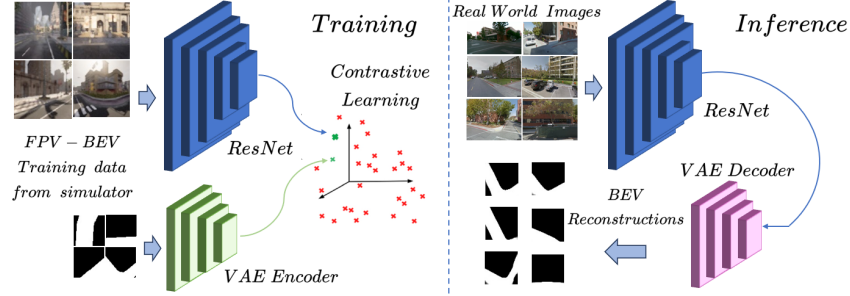 Training
Contrastive
Learning
FPV - BEV
Training data
from simulator
ResNet
VAE Encoder
Real World Images
Inference
ResNet
VAE Decoder
BEV
Reconstructions